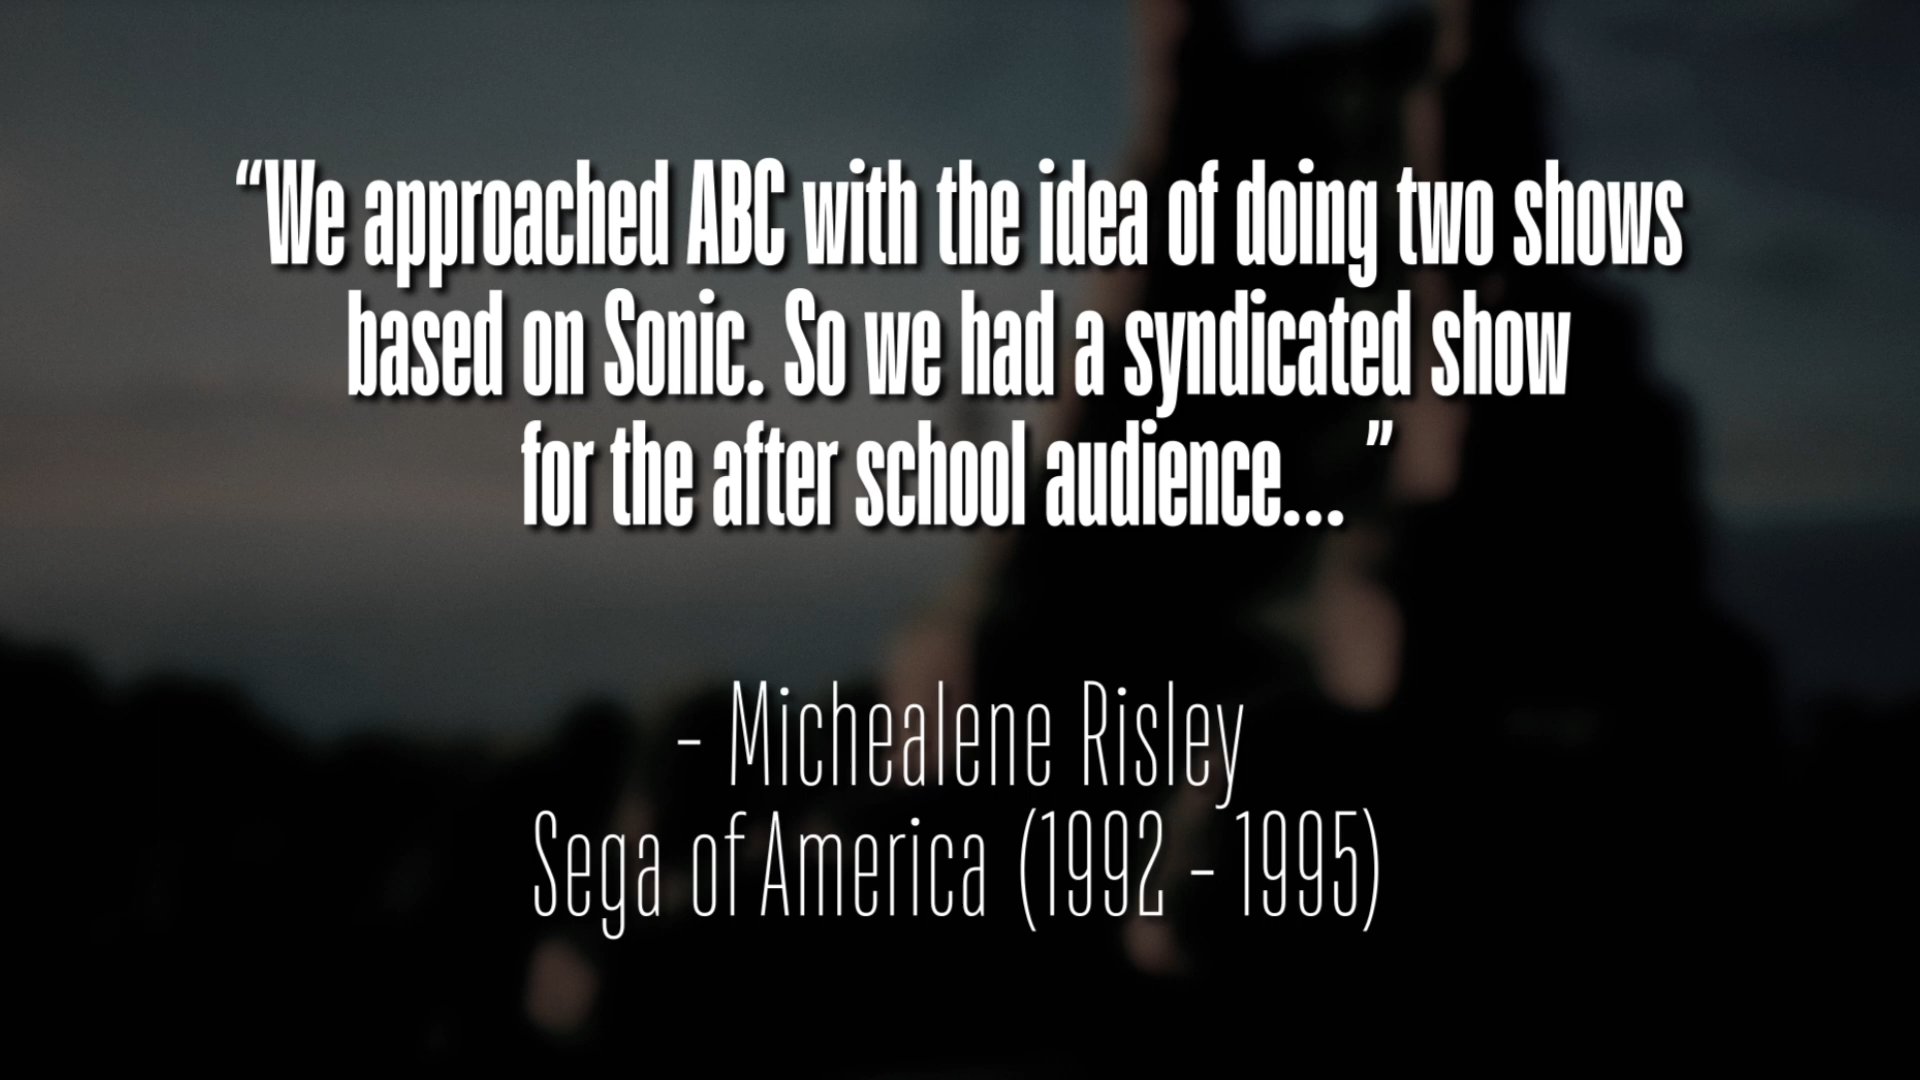 “We approached ABC with the idea of doing two shows
based on Sonic. So we had a syndicated show
for the after school audience... ”
- Michealene Risley
Sega of America (1992 - 1995)